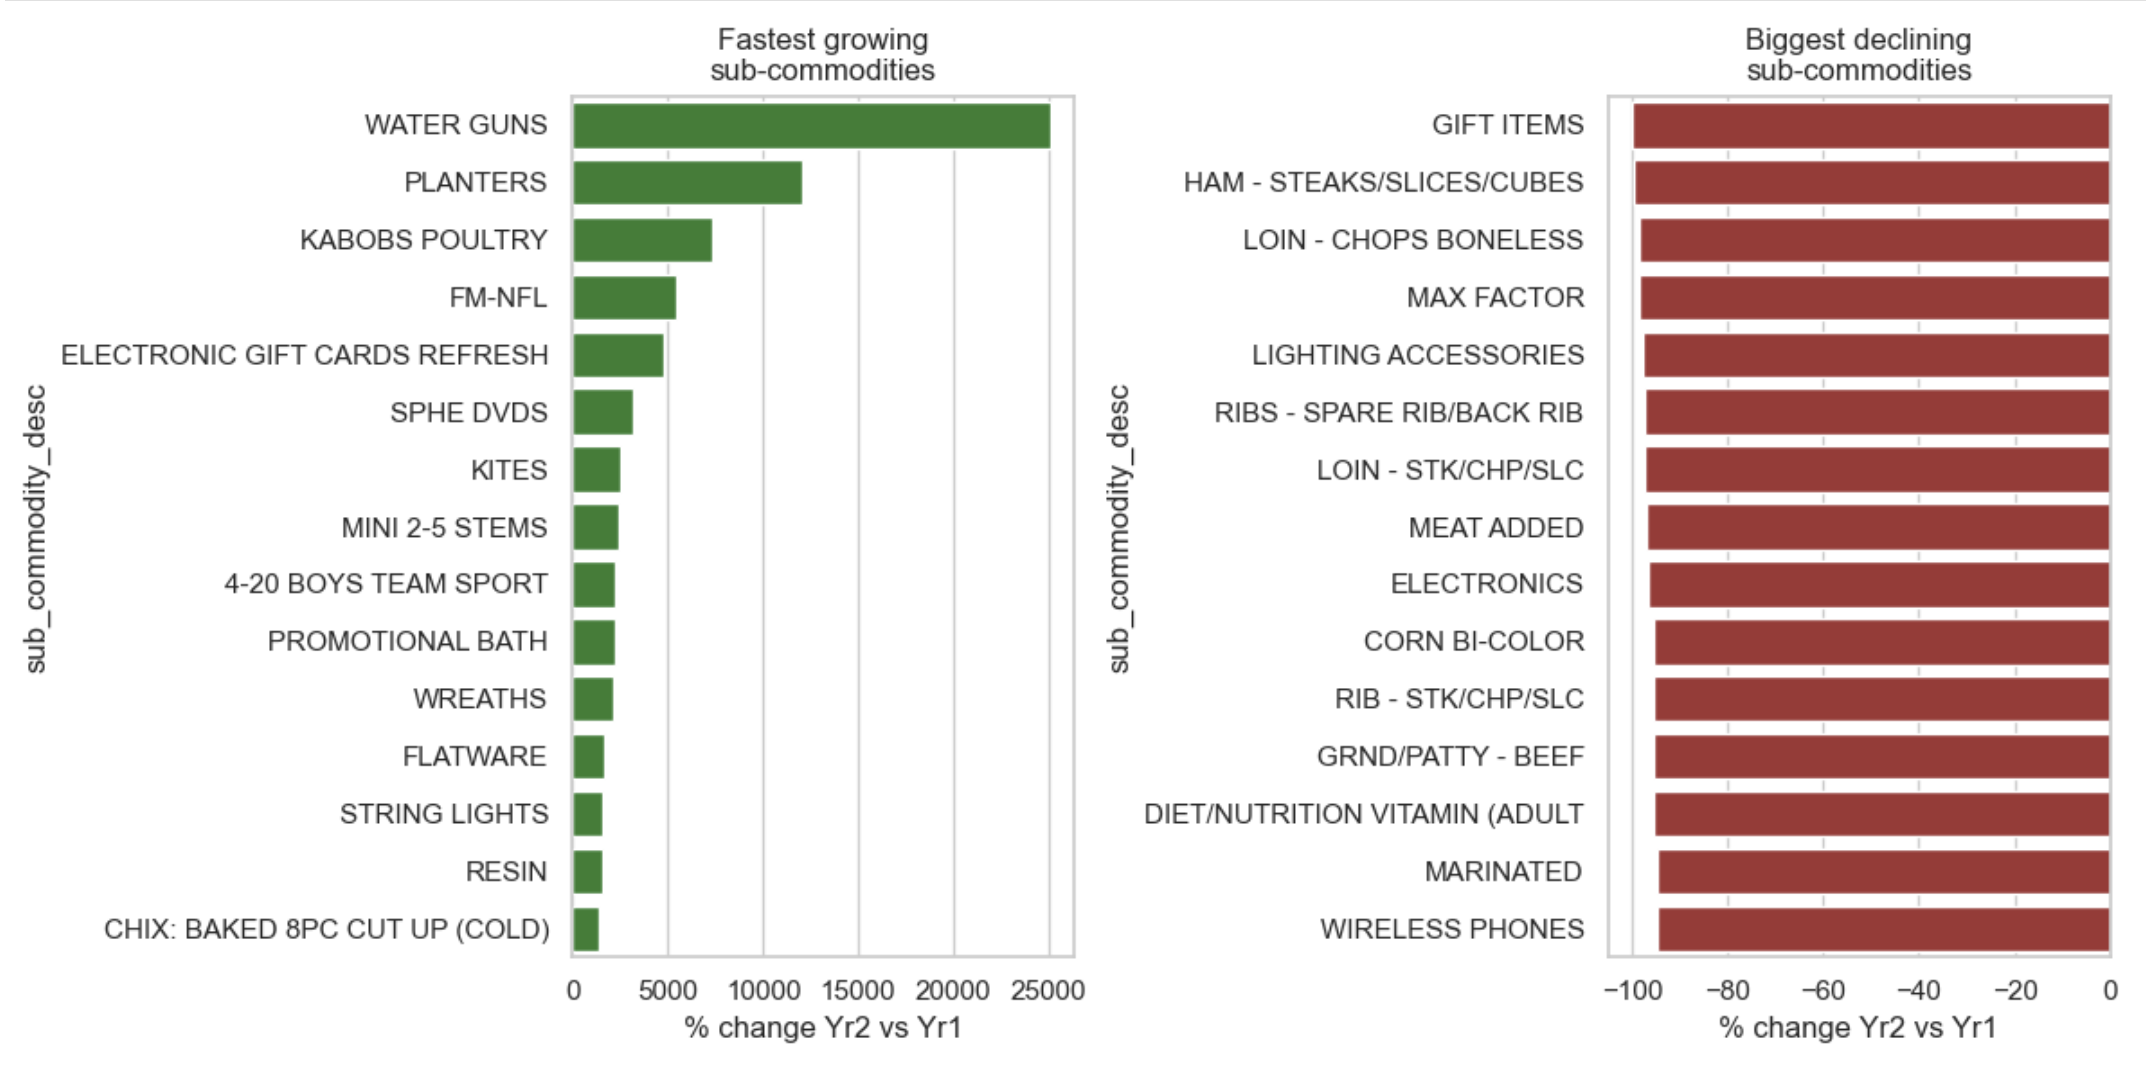 Fastest growing
sub-commodities
sub_commodity_desc
WATER GUNS
PLANTERS
KABOBS POULTRY
FM-NFL
ELECTRONIC GIFT CARDS REFRESH
SPHE DVDS
KITES
MINI 2-5 STEMS
4-20 BOYS TEAM SPORT
PROMOTIONAL BATH
WREATHS
FLATWARE
STRING LIGHTS
RESIN
CHIX: BAKED 8PC CUT UP (COLD)
0 5000 10000 15000 20000 25000
% change Yr2 vs Yr1
Biggest declining
sub-commodities
sub_commodity_desc
GIFT ITEMS
HAM - STEAKS/SLICES/CUBES
LOIN - CHOPS BONELESS
MAX FACTOR
LIGHTING ACCESSORIES
RIBS - SPARE RIB/BACK RIB
LOIN - STK/CHP/SLC
MEAT ADDED
ELECTRONICS
CORN BI-COLOR
RIB - STK/CHP/SLC
GRND/PATTY - BEEF
DIET/NUTRITION VITAMIN (ADULT
MARINATED
WIRELESS PHONES
−100 −80 −60 −40 −20 0
% change Yr2 vs Yr1